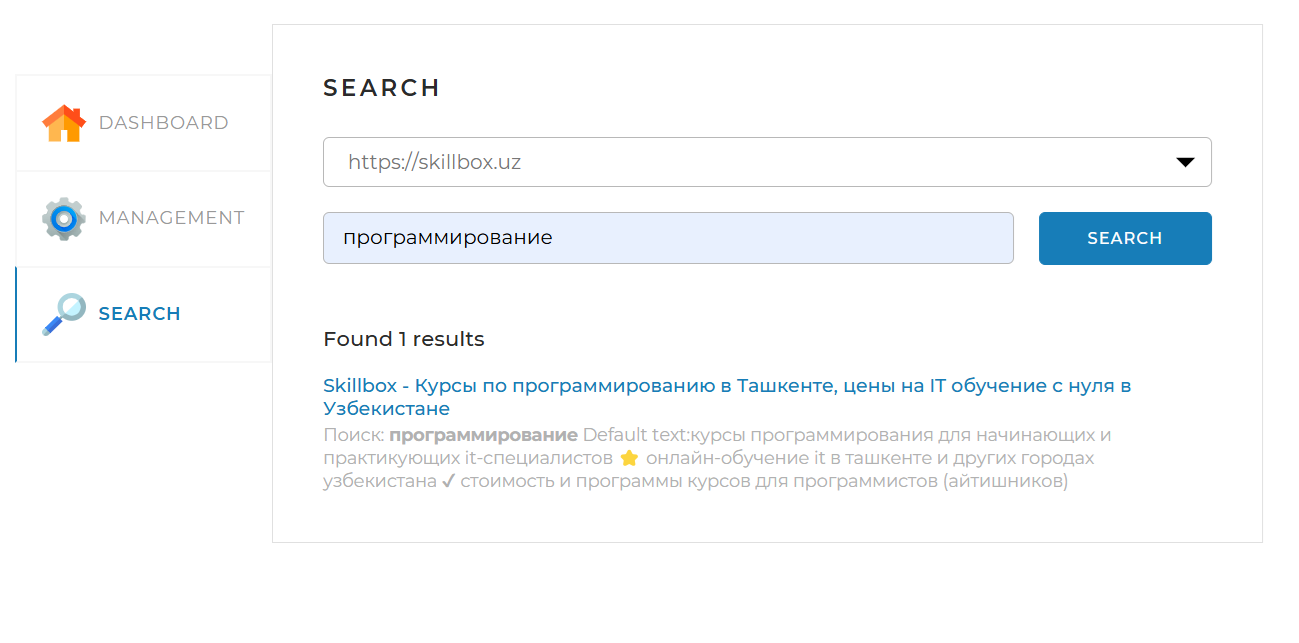 DASHBOARD
MANAGEMENT
SEARCH
SEARCH
https://skillbox.uz
программирование
SEARCH
Found 1 results
Skillbox - Курсы по программированию в Ташкенте, цены на IT обучение с нуля в
Узбекистане
Поиск: программирование Default text:курсы программирования для начинающих и
практикующих it-специалистов ⭐ онлайн-обучение it в ташкенте и других городах
узбекистана ✔ стоимость и программы курсов для программистов (айтишников)